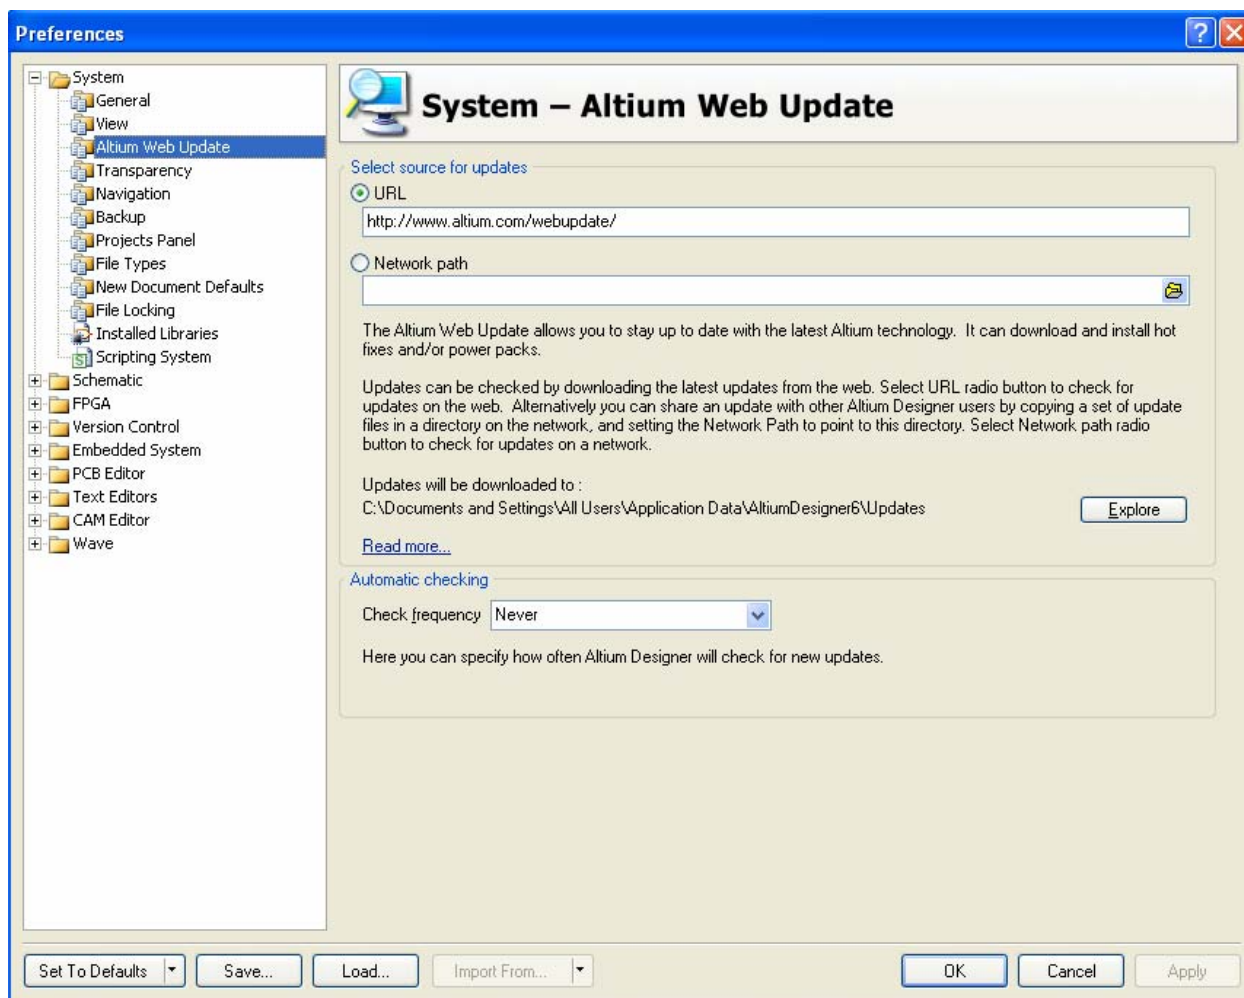 Preferences
System
General
View
Altium Web Update
Transparency
Navigation
Backup
Projects Panel
File Types
New Document Defaults
File Locking
Installed Libraries
Scripting System
Schematic
FPGA
Version Control
Embedded System
PCB Editor
Text Editors
CAM Editor
Wave
System – Altium Web Update
Select source for updates
URL
http://www.altium.com/webupdate/
Network path
The Altium Web Update allows you to stay up to date with the latest Altium technology.  It can download and install hot
fixes and/or power packs.
Updates can be checked by downloading the latest updates from the web. Select URL radio button to check for
updates on the web.  Alternatively you can share an update with other Altium Designer users by copying a set of update
files in a directory on the network, and setting the Network Path to point to this directory. Select Network path radio
button to check for updates on a network.
Updates will be downloaded to :
C:\Documents and Settings\All Users\Application Data\AltiumDesigner6\Updates
Explore
Read more...
Automatic checking
Check frequency Never
Here you can specify how often Altium Designer will check for new updates.
Set To Defaults Save... Load... Import From... OK Cancel Apply